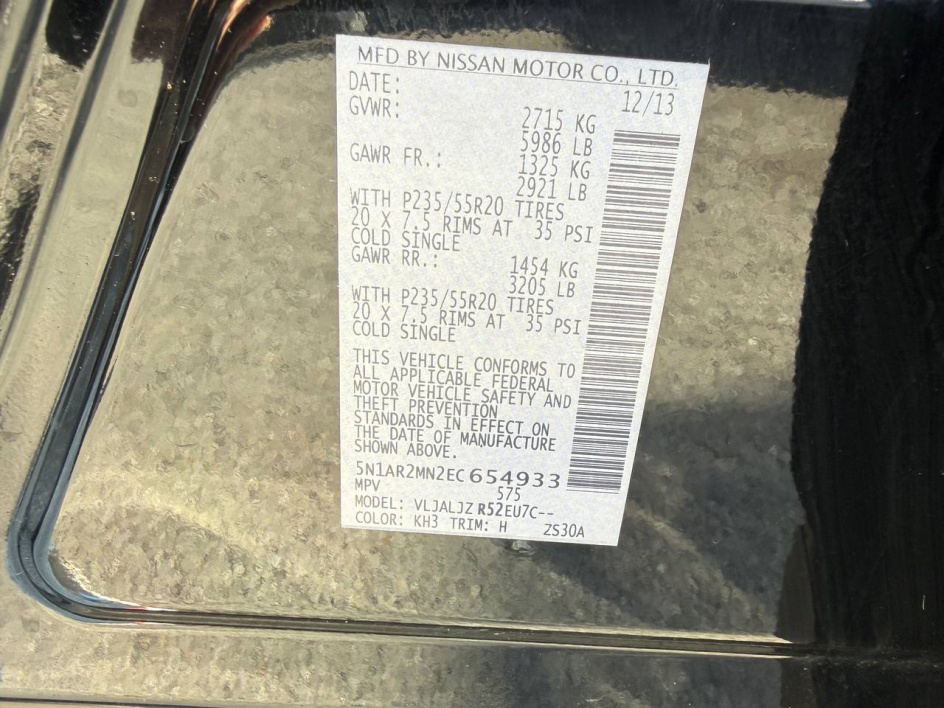 MFD BY NISSAN MOTOR CO., LTD.
DATE: 12/13
GVWR: 2715 KG
5986 LB
GAWR FR.: 1325 KG
2921 LB
WITH P235/55R20 TIRES
20 X 7.5 RIMS AT 35 PSI
COLD SINGLE
GAWR RR.: 1454 KG
3205 LB
WITH P235/55R20 TIRES
20 X 7.5 RIMS AT 35 PSI
COLD SINGLE
THIS VEHICLE CONFORMS TO
ALL APPLICABLE FEDERAL
MOTOR VEHICLE SAFETY AND
THEFT PREVENTION
STANDARDS IN EFFECT ON
THE DATE OF MANUFACTURE
SHOWN ABOVE.
5N1AR2MN2EC654933
MPV 575
MODEL: VLJALJZ R52EU7C--
COLOR: KH3 TRIM: H ZS30A